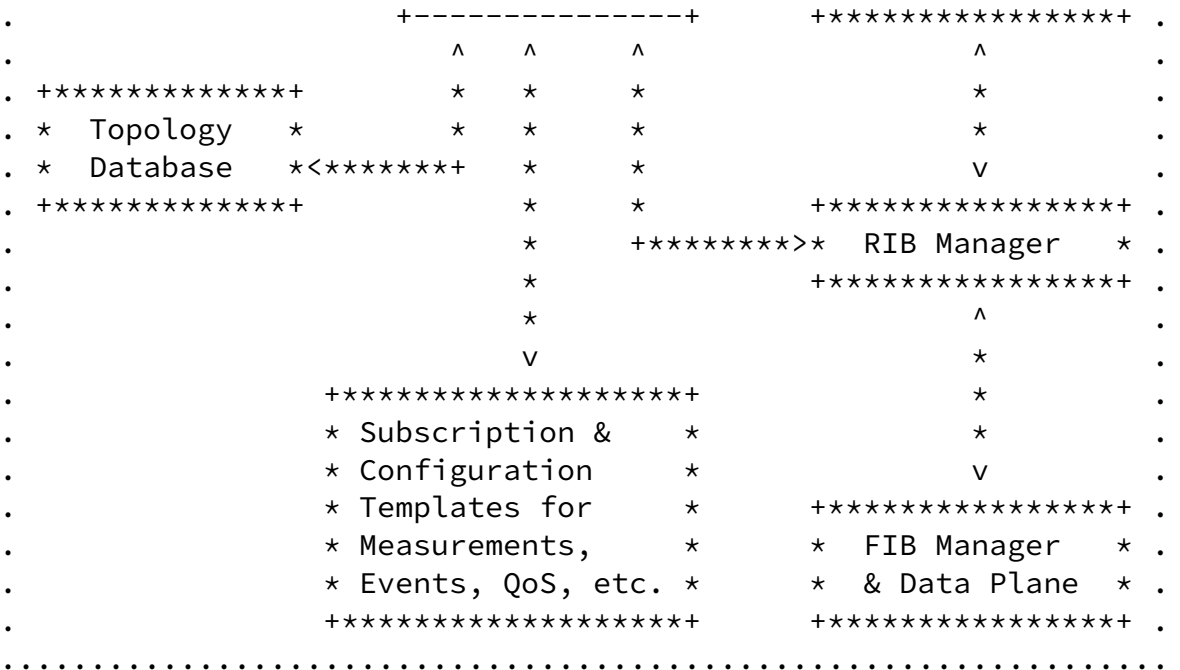 .                     +---------------+      +****************+ .
.                        ^   ^     ^                  ^         .
. +*************+        *   *     *                  *         .
. *  Topology   *        *   *     *                  *         .
. *  Database   *<*******+   *     *                  v         .
. +*************+            *     *         +****************+ .
.                            *     +********>*  RIB Manager   * .
.                            *               +****************+ .
.                            *                        ^         .
.                            v                        *         .
.                 +*******************+               *         .
.                 * Subscription &    *               *         .
.                 * Configuration     *               v         .
.                 * Templates for     *      +****************+ .
.                 * Measurements,     *      *  FIB Manager   * .
.                 * Events, QoS, etc. *      *  & Data Plane  * .
.                 +*******************+      +****************+ .
.................................................................